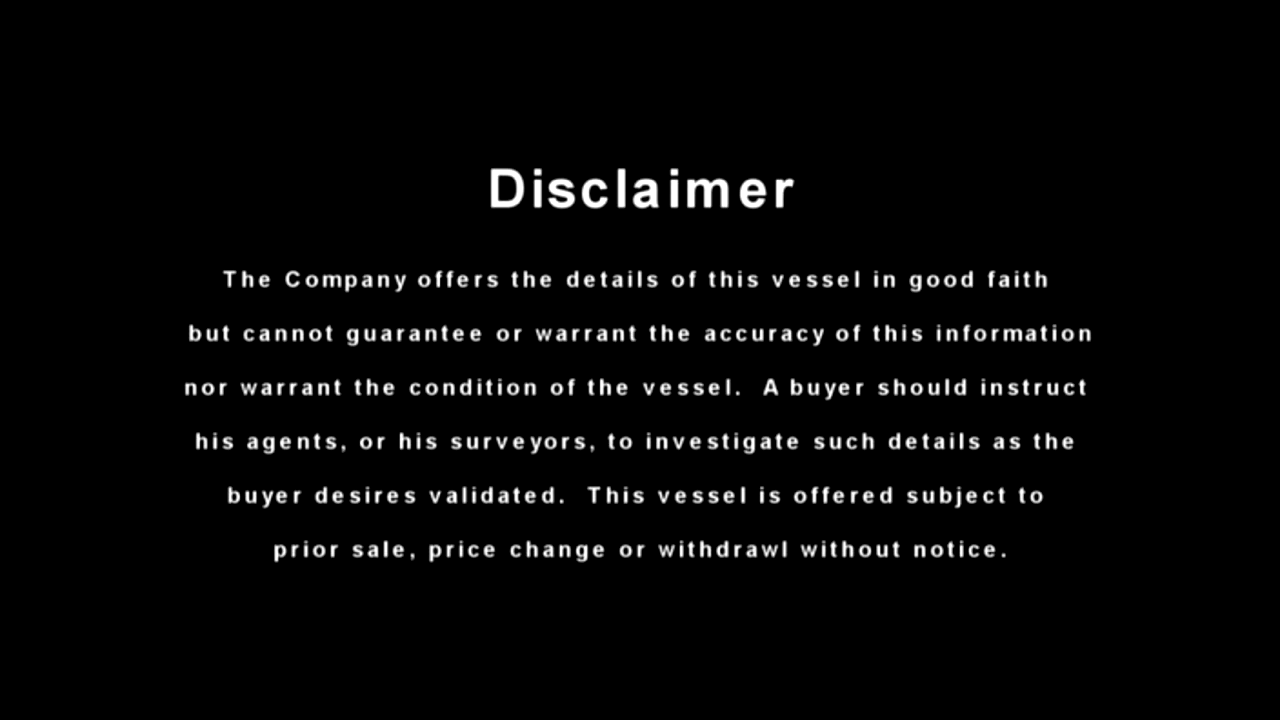 Disclaimer
The Company offers the details of this vessel in good faith
but cannot guarantee or warrant the accuracy of this information
nor warrant the condition of the vessel.  A buyer should instruct
his agents, or his surveyors, to investigate such details as the
buyer desires validated.  This vessel is offered subject to
prior sale, price change or withdrawl without notice.